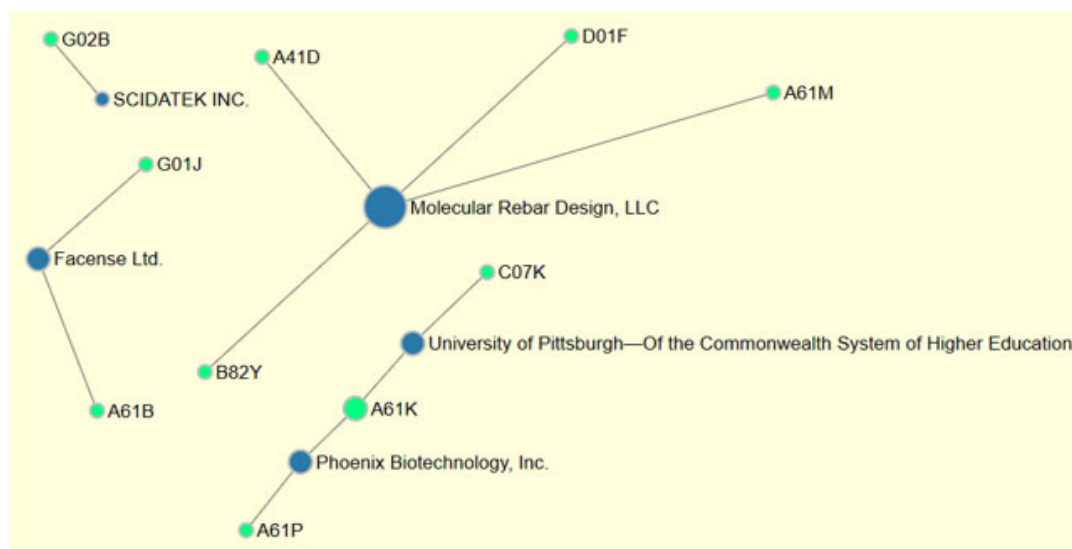 G02B
D01F
A41D
A61M
SCIDATEK INC.
G01J
Molecular Rebar Design, LLC
Facense Ltd.
C07K
University of Pittsburgh—Of the Commonwealth System of Higher Education
B82Y
A61B
A61K
Phoenix Biotechnology, Inc.
A61P